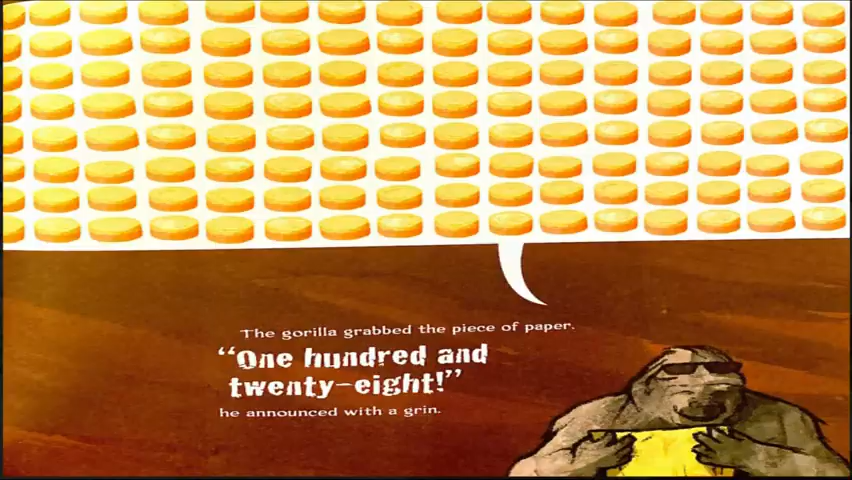 The gorilla grabbed the piece of paper.
“One hundred and
twenty-eight!”
he announced with a grin.